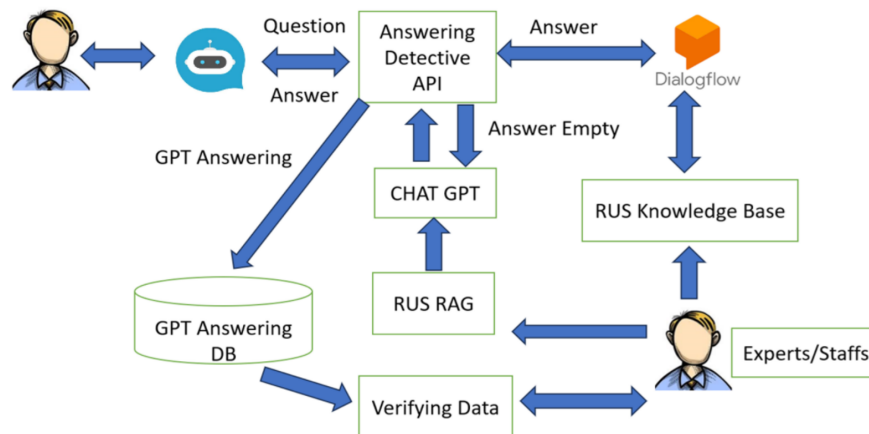 Question
Answering
Detective
API
Answer
Dialogflow
Answer
Answer Empty
GPT Answering
CHAT GPT
RUS Knowledge Base
RUS RAG
GPT Answering
DB
Experts/Staffs
Verifying Data